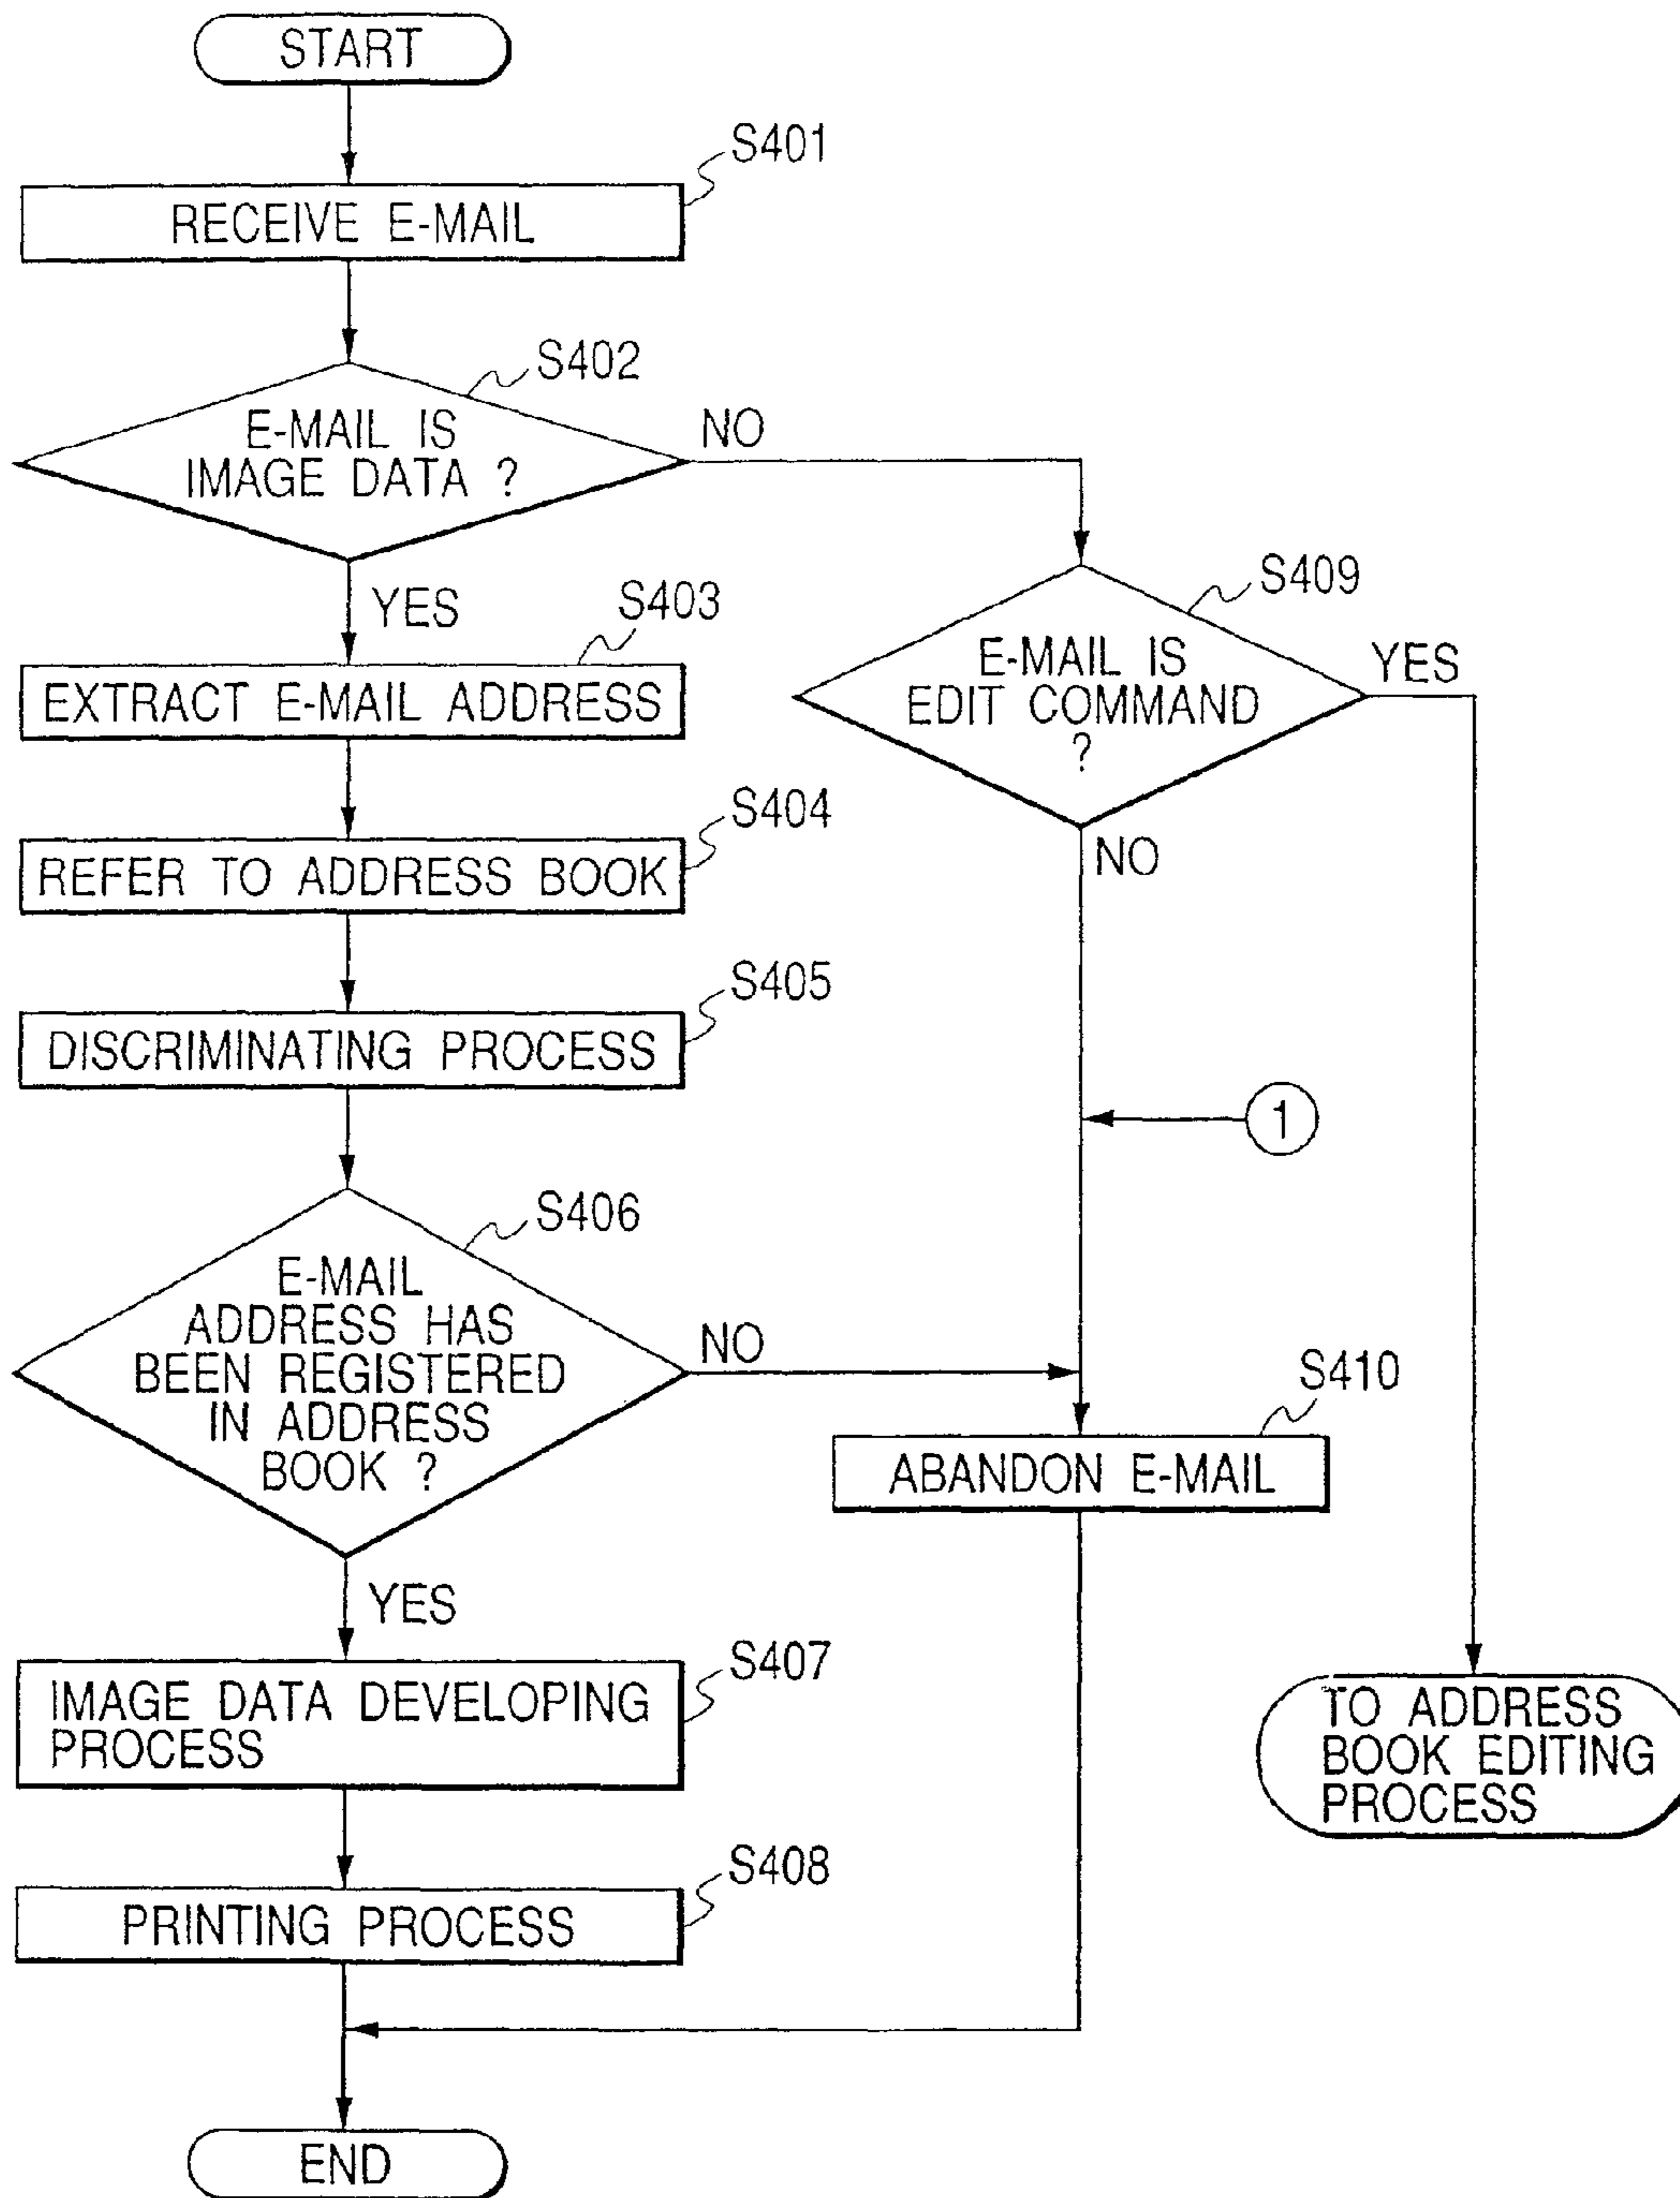 START
S401
RECEIVE E-MAIL
S402
E-MAIL IS
IMAGE DATA ?
NO
YES
S403
EXTRACT E-MAIL ADDRESS
S409
E-MAIL IS
EDIT COMMAND
?
YES
NO
S404
REFER TO ADDRESS BOOK
S405
DISCRIMINATING PROCESS
1
S406
E-MAIL
ADDRESS HAS
BEEN REGISTERED
IN ADDRESS
BOOK ?
NO
YES
S410
ABANDON E-MAIL
S407
IMAGE DATA DEVELOPING
PROCESS
TO ADDRESS
BOOK EDITING
PROCESS
S408
PRINTING PROCESS
END